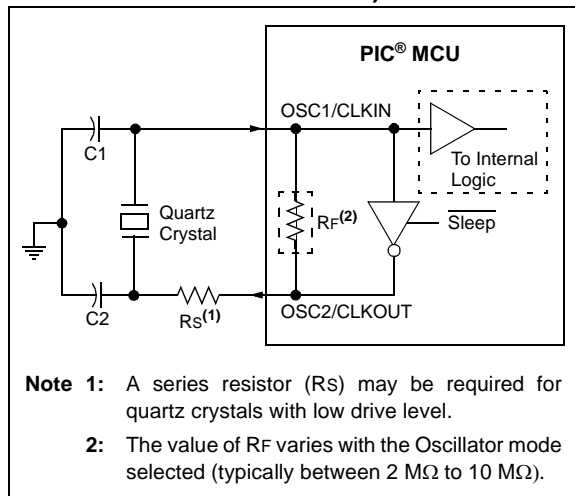 PIC® MCU
OSC1/CLKIN
C1
To Internal
Logic
Quartz
Crystal
RF(2)
Sleep
C2
RS(1)
OSC2/CLKOUT
Note 1: A series resistor (RS) may be required for
quartz crystals with low drive level.
2: The value of RF varies with the Oscillator mode
selected (typically between 2 MΩ to 10 MΩ).